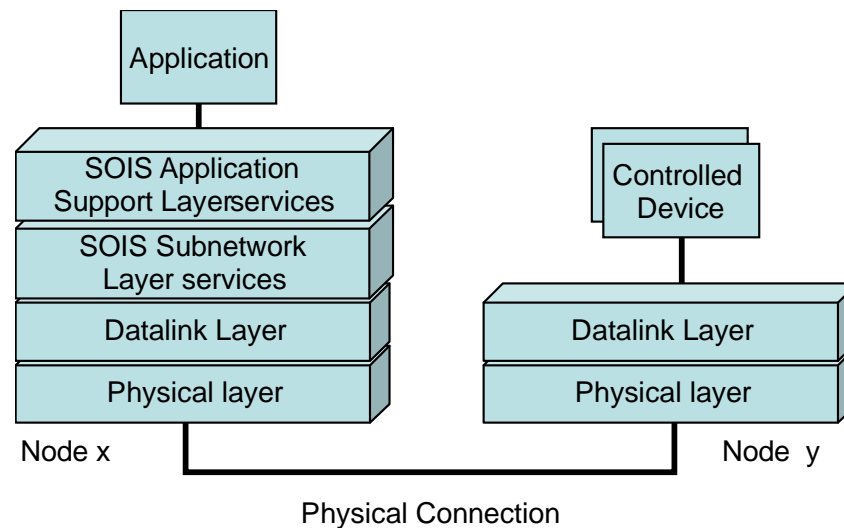 Application
SOIS Application
Support Layerservices
SOIS Subnetwork
Layer services
Datalink Layer
Physical layer
Node x
Controlled
Device
Datalink Layer
Physical layer
Node y
Physical Connection